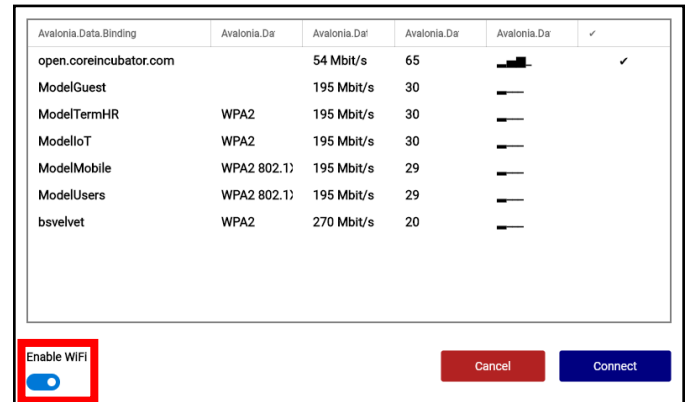 Avalonia.Data.Binding Avalonia.Da Avalonia.Dat Avalonia.Da Avalonia.Da ✓
open.coreincubator.com 54 Mbit/s 65 ✔
ModelGuest 195 Mbit/s 30
ModelTermHR WPA2 195 Mbit/s 30
ModelIoT WPA2 195 Mbit/s 30
ModelMobile WPA2 802.1X 195 Mbit/s 29
ModelUsers WPA2 802.1X 195 Mbit/s 29
bsvelvet WPA2 270 Mbit/s 20
Enable WiFi
Cancel Connect